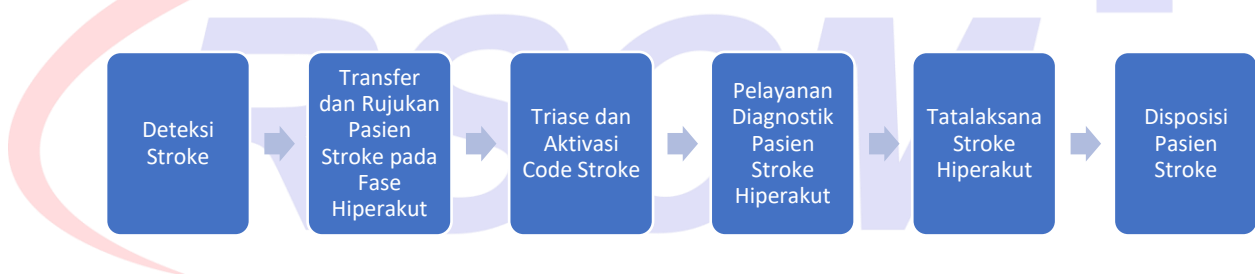 Deteksi
Stroke
Transfer
dan Rujukan
Pasien
Stroke pada
Fase
Hiperakut
Triase dan
Aktivasi
Code Stroke
Pelayanan
Diagnostik
Pasien
Stroke
Hiperakut
Tatalaksana
Stroke
Hiperakut
Disposisi
Pasien
Stroke